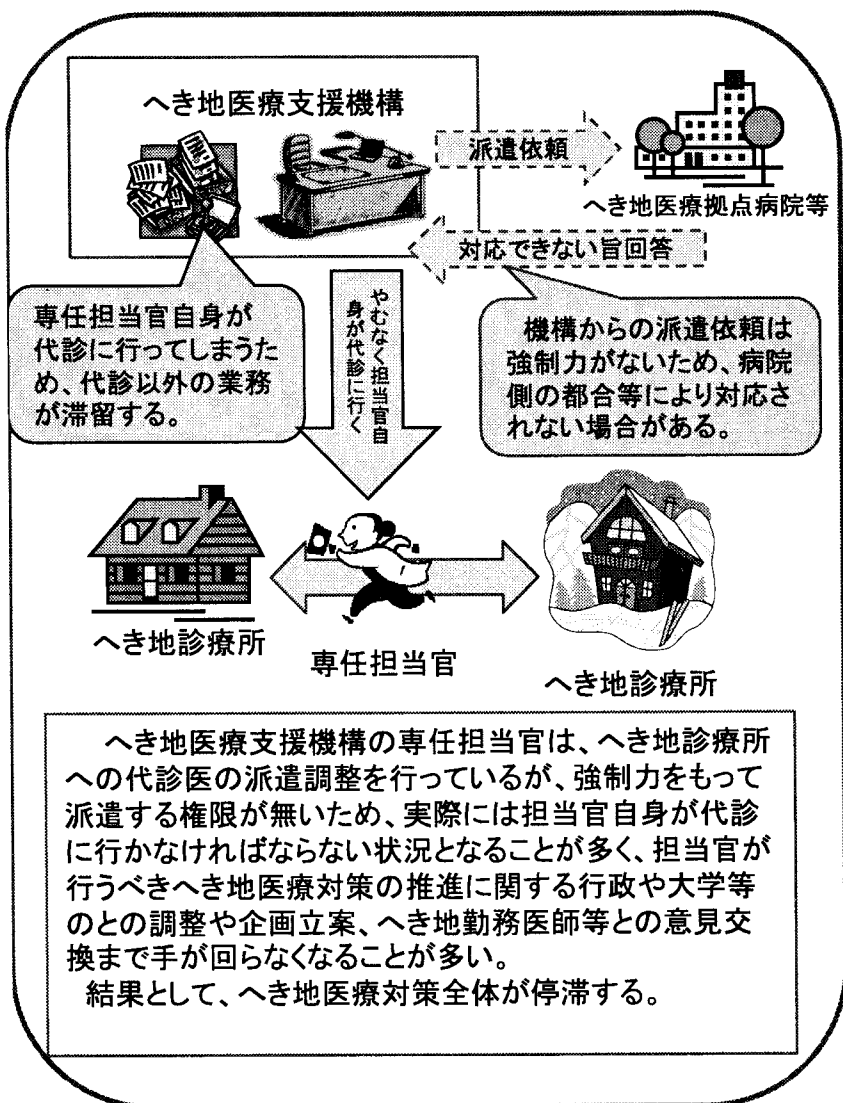 へき地医療支援機構
派遣依頼
へき地医療拠点病院等
対応できない旨回答
専任担当官自身が
代診に行ってしまうた
め、代診以外の業務
が滞留する。
やむなく担当官自
身が代診に行く
機構からの派遣依頼は
強制力がないため、病院
側の都合等により対応さ
れない場合がある。
へき地診療所
専任担当官
へき地診療所
へき地医療支援機構の専任担当官は、へき地診療所
への代診医の派遣調整を行っているが、強制力をもって
派遣する権限が無いため、実際には担当官自身が代診
に行かなければならない状況となることが多く、担当官が
行うべきへき地医療対策の推進に関する行政や大学等
のとの調整や企画立案、へき地勤務医師等との意見交
換まで手が回らなくなることが多い。
結果として、へき地医療対策全体が停滞する。